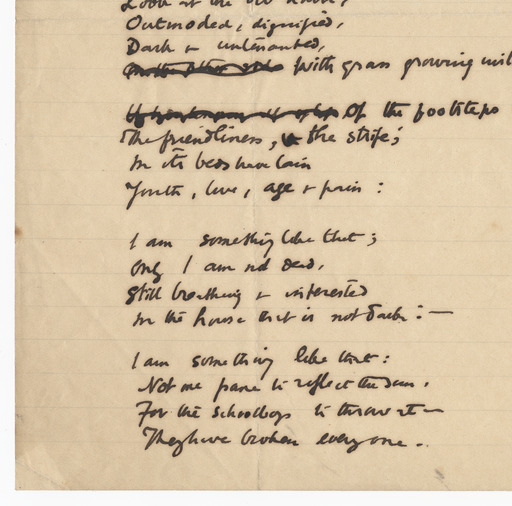 Look at the old house,
Outmoded, dignified,
Dark & untenanted,
With grass growing
Of the footsteps
The friendliness, & the strife;
In its beds have lain
Youth, love, age & pain:
I am something like that;
Only I am not dead,
Still breathing & interested
In the house that is not dark:—
I am something like that:
Not one pane to reflect the sun,
For the schoolboys to throw at—
They have broken every one.